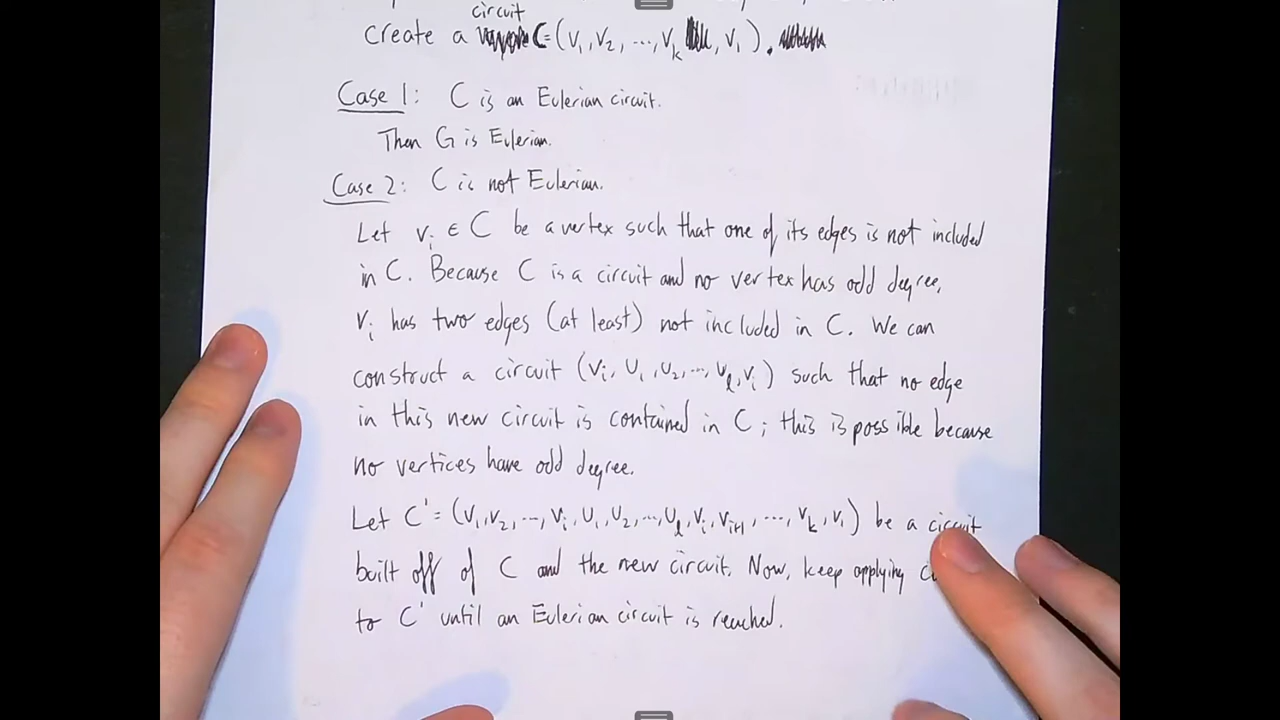 circuit
create a C=(v₁,v₂,...,vₖ,v₁).
Case 1: C is an Eulerian circuit.
Then G is Eulerian.
Case 2: C is not Eulerian.
Let vᵢ ∈ C be a vertex such that one of its edges is not included
in C. Because C is a circuit and no vertex has odd degree,
vᵢ has two edges (at least) not included in C. We can
construct a circuit (vᵢ, u₁, u₂, ..., uₗ, vᵢ) such that no edge
in this new circuit is contained in C; this is possible because
no vertices have odd degree.
Let C' = (v₁,v₂,...,vᵢ,u₁,u₂,...,uₗ,vᵢ,vᵢ₊₁,...,vₖ,v₁) be a circuit
built off of C and the new circuit. Now, keep applying
to C' until an Eulerian circuit is reached.